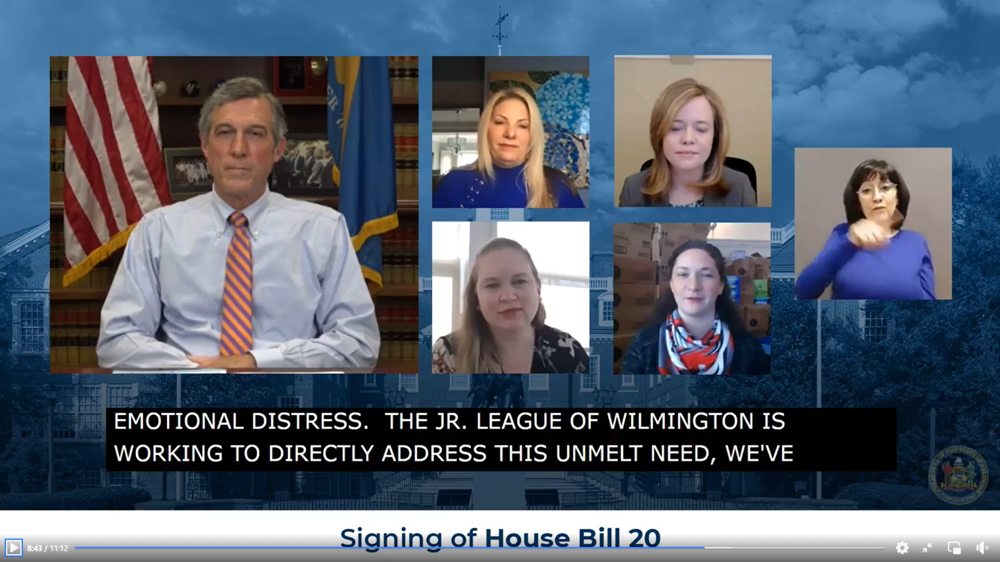 EMOTIONAL DISTRESS. THE JR. LEAGUE OF WILMINGTON IS
WORKING TO DIRECTLY ADDRESS THIS UNMELT NEED, WE'VE
Signing of House Bill 20
8:43 / 11:12